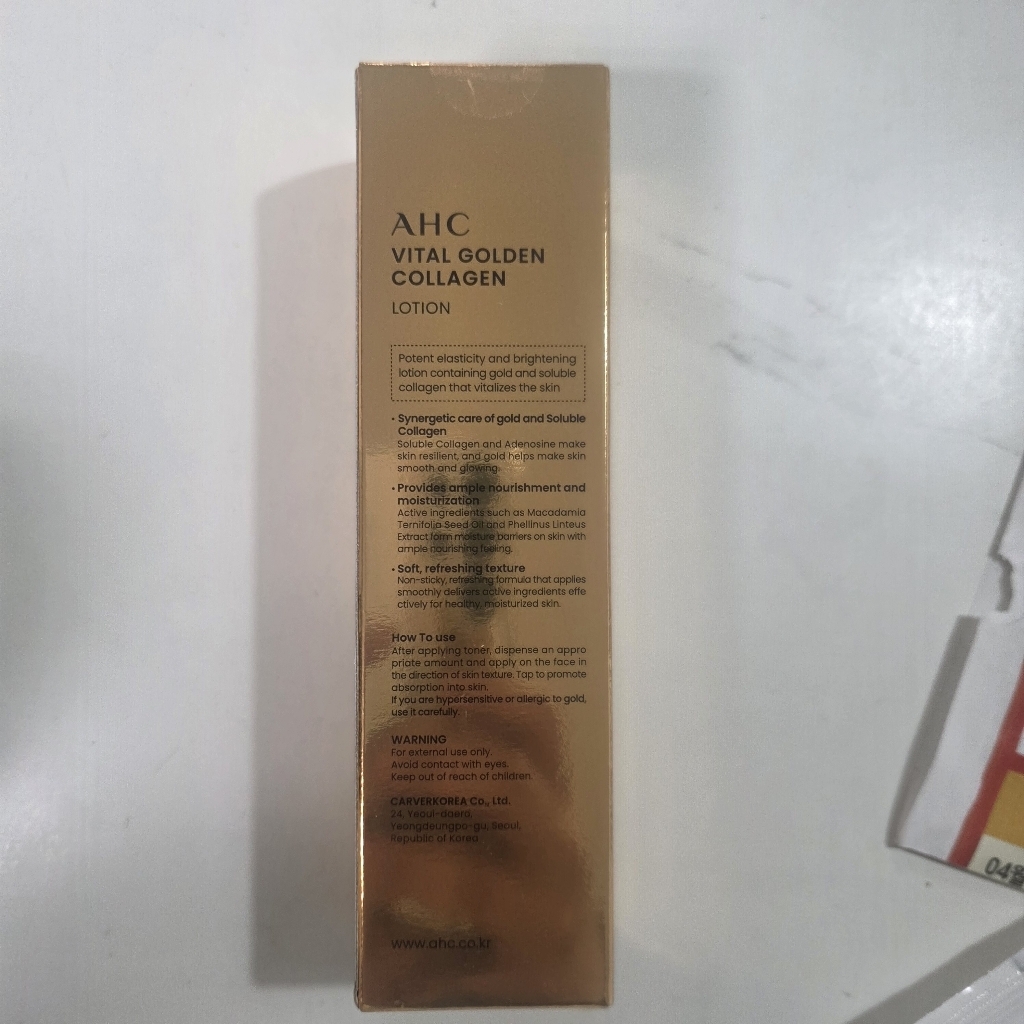 AHC
VITAL GOLDEN
COLLAGEN
LOTION
Potent elasticity and brightening
lotion containing gold and soluble
collagen that vitalizes the skin
• Synergetic care of gold and Soluble
Collagen
Soluble Collagen and Adenosine make
skin resilient, and gold helps make skin
smooth and glowing.
• Provides ample nourishment and
moisturization
Active ingredients such as Macadamia
Ternifolia Seed Oil and Phellinus Linteus
Extract form moisture barriers on skin with
ample nourishing feeling.
• Soft, refreshing texture
Non-sticky, refreshing formula that applies
smoothly delivers active ingredients effe
ctively for healthy, moisturized skin.
How To use
After applying toner, dispense an appro
priate amount and apply on the face in
the direction of skin texture. Tap to promote
absorption into skin.
If you are hypersensitive or allergic to gold,
use it carefully.
WARNING
For external use only.
Avoid contact with eyes.
Keep out of reach of children.
CARVERKOREA Co., Ltd.
24, Yeoui-daero,
Yeongdeungpo-gu, Seoul,
Republic of Korea
www.ahc.co.kr